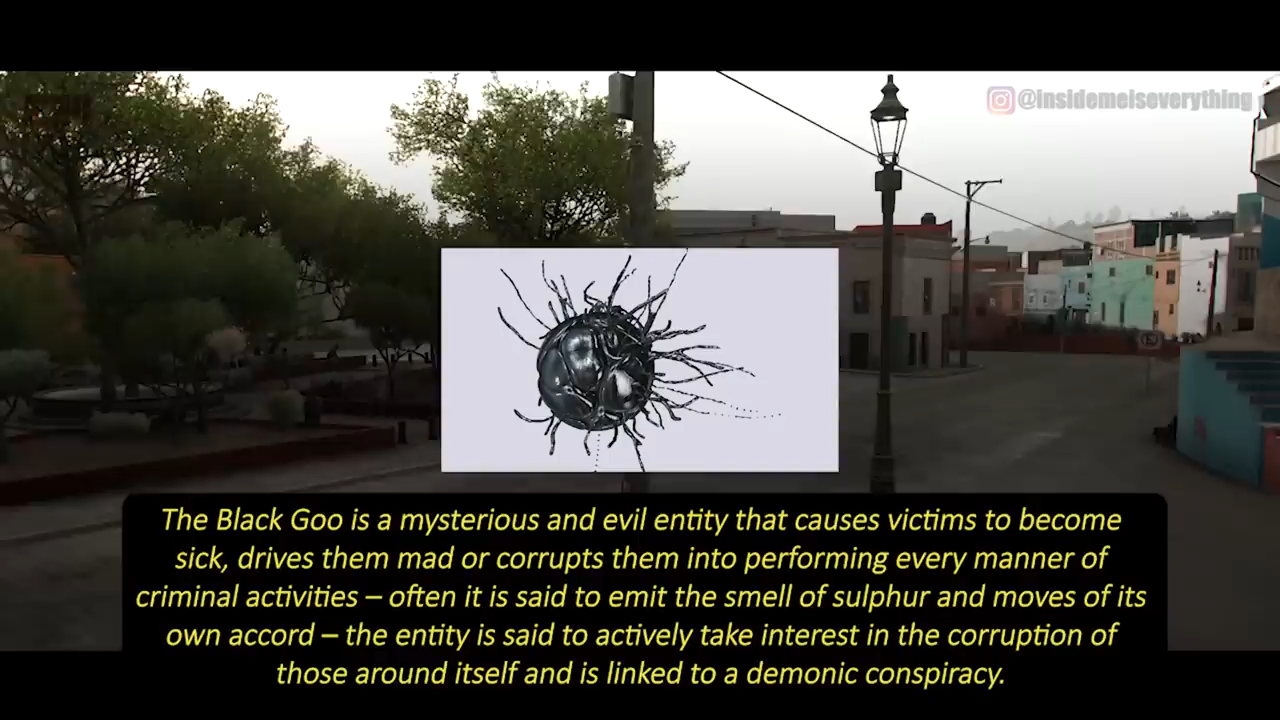 @insidemeiseverything
The Black Goo is a mysterious and evil entity that causes victims to become
sick, drives them mad or corrupts them into performing every manner of
criminal activities – often it is said to emit the smell of sulphur and moves of its
own accord – the entity is said to actively take interest in the corruption of
those around itself and is linked to a demonic conspiracy.